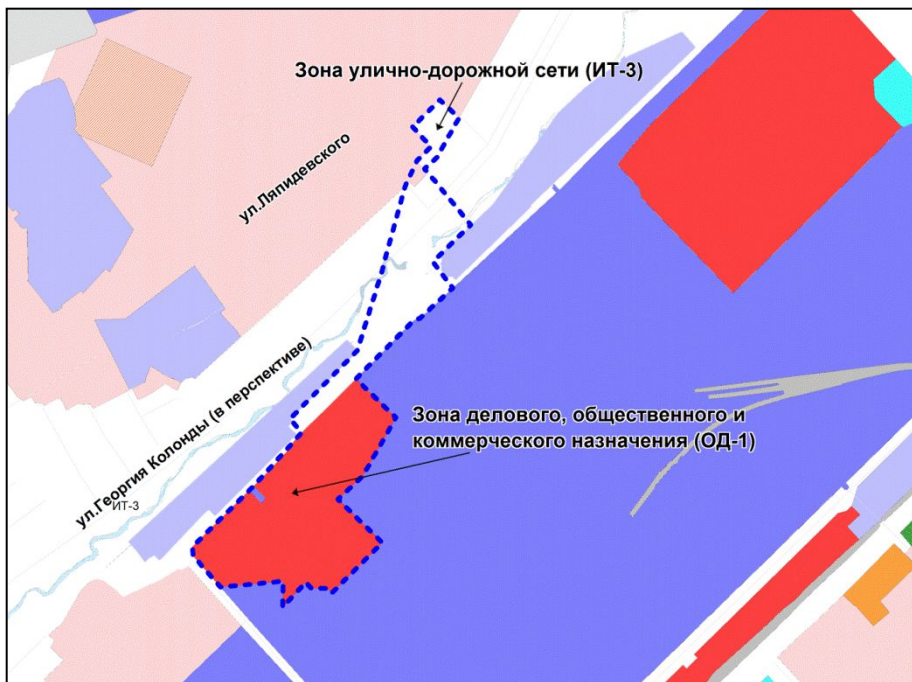 Зона улично-дорожной сети (ИТ-3)
ул.Ляпидевского
ул.Георгия Колонды (в перспективе)
Зона делового, общественного и
коммерческого назначения (ОД-1)
ИТ-3